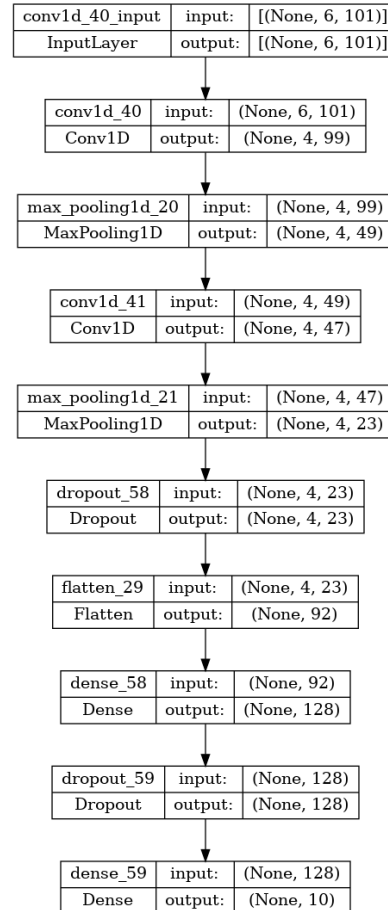 conv1d_40_input input: [(None, 6, 101)]
InputLayer output: [(None, 6, 101)]
conv1d_40 input: (None, 6, 101)
Conv1D output: (None, 4, 99)
max_pooling1d_20 input: (None, 4, 99)
MaxPooling1D output: (None, 4, 49)
conv1d_41 input: (None, 4, 49)
Conv1D output: (None, 4, 47)
max_pooling1d_21 input: (None, 4, 47)
MaxPooling1D output: (None, 4, 23)
dropout_58 input: (None, 4, 23)
Dropout output: (None, 4, 23)
flatten_29 input: (None, 4, 23)
Flatten output: (None, 92)
dense_58 input: (None, 92)
Dense output: (None, 128)
dropout_59 input: (None, 128)
Dropout output: (None, 128)
dense_59 input: (None, 128)
Dense output: (None, 10)